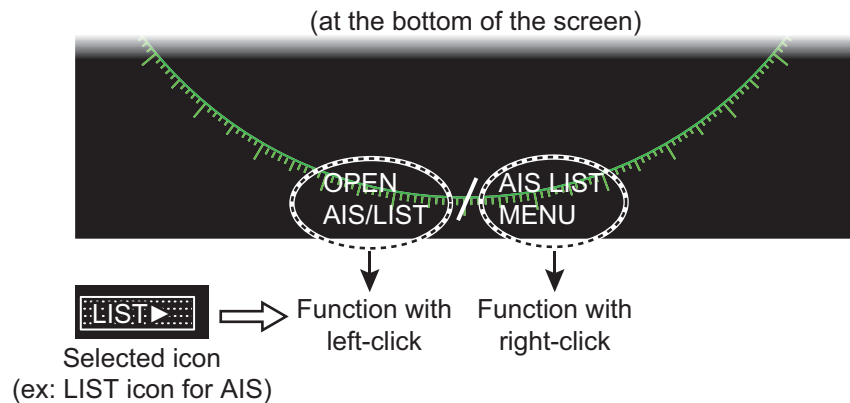 (at the bottom of the screen)
OPEN
AIS/LIST
/
AIS LIST
MENU
LIST►
Function with
left-click
Function with
right-click
Selected icon
(ex: LIST icon for AIS)